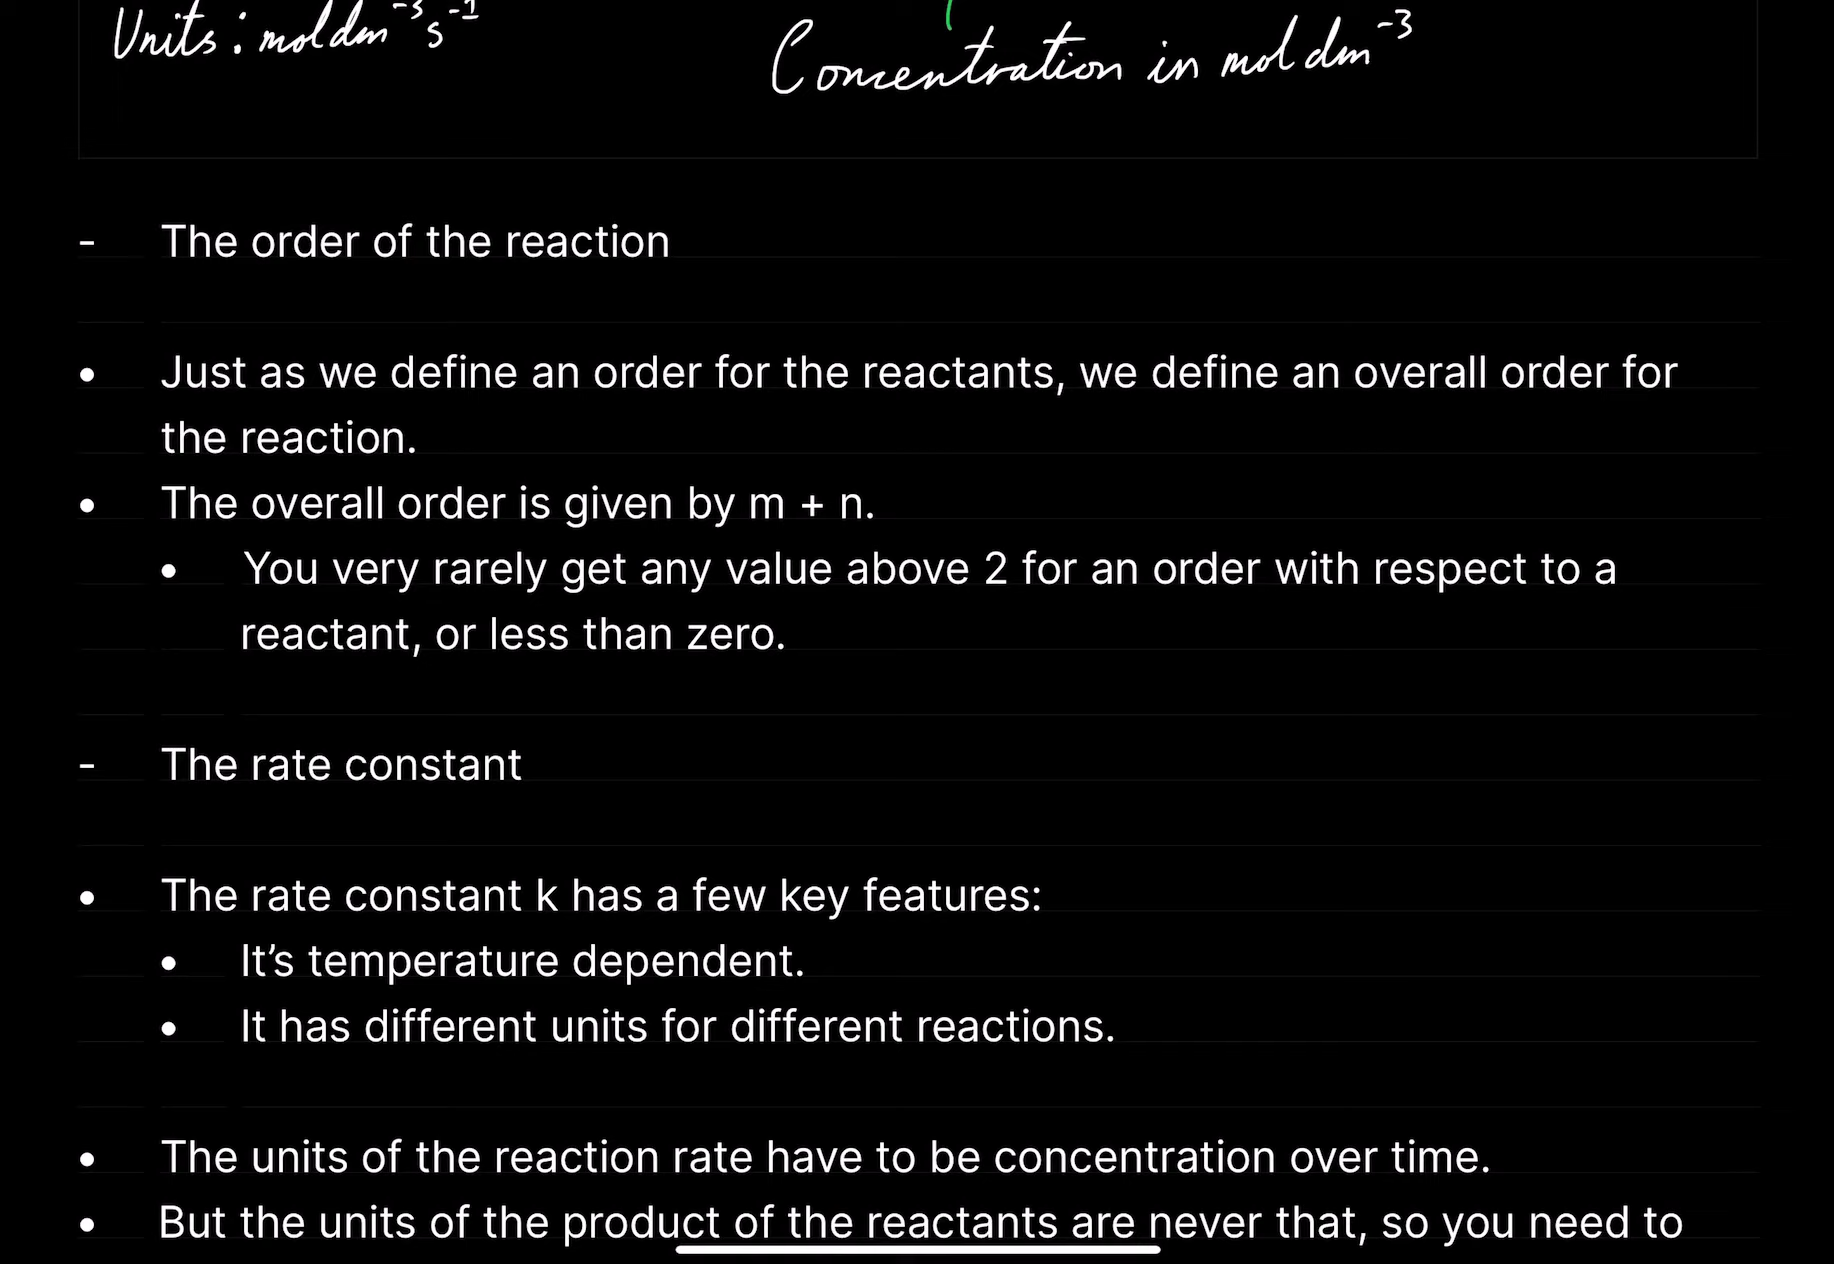 Units : mol dm⁻³ s⁻¹
Concentration in mol dm⁻³
- The order of the reaction
• Just as we define an order for the reactants, we define an overall order for
the reaction.
• The overall order is given by m + n.
• You very rarely get any value above 2 for an order with respect to a
reactant, or less than zero.
- The rate constant
• The rate constant k has a few key features:
• It’s temperature dependent.
• It has different units for different reactions.
• The units of the reaction rate have to be concentration over time.
• But the units of the product of the reactants are never that, so you need to